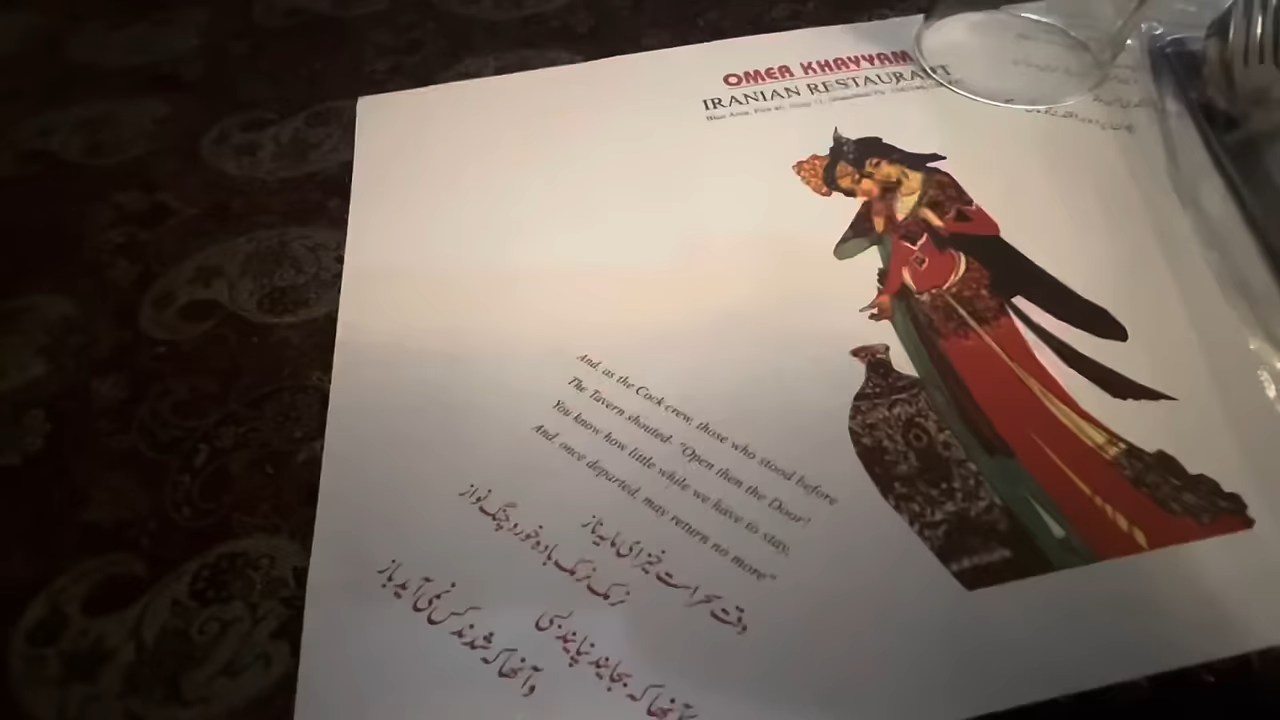 OMER KHAYYAM
IRANIAN RESTAURANT
Blue Area,
And, as the Cock crew, those who stood before
The Tavern shouted- "Open then the Door!
You know how little while we have to stay,
And, once departed, may return no more"
وقت سحر است خیز ای مایه ناز
نرمک نرمک باده خور و چنگ نواز
کآنها که بجایند نپایند بسی
وآنها که شدند کس نمی آید باز